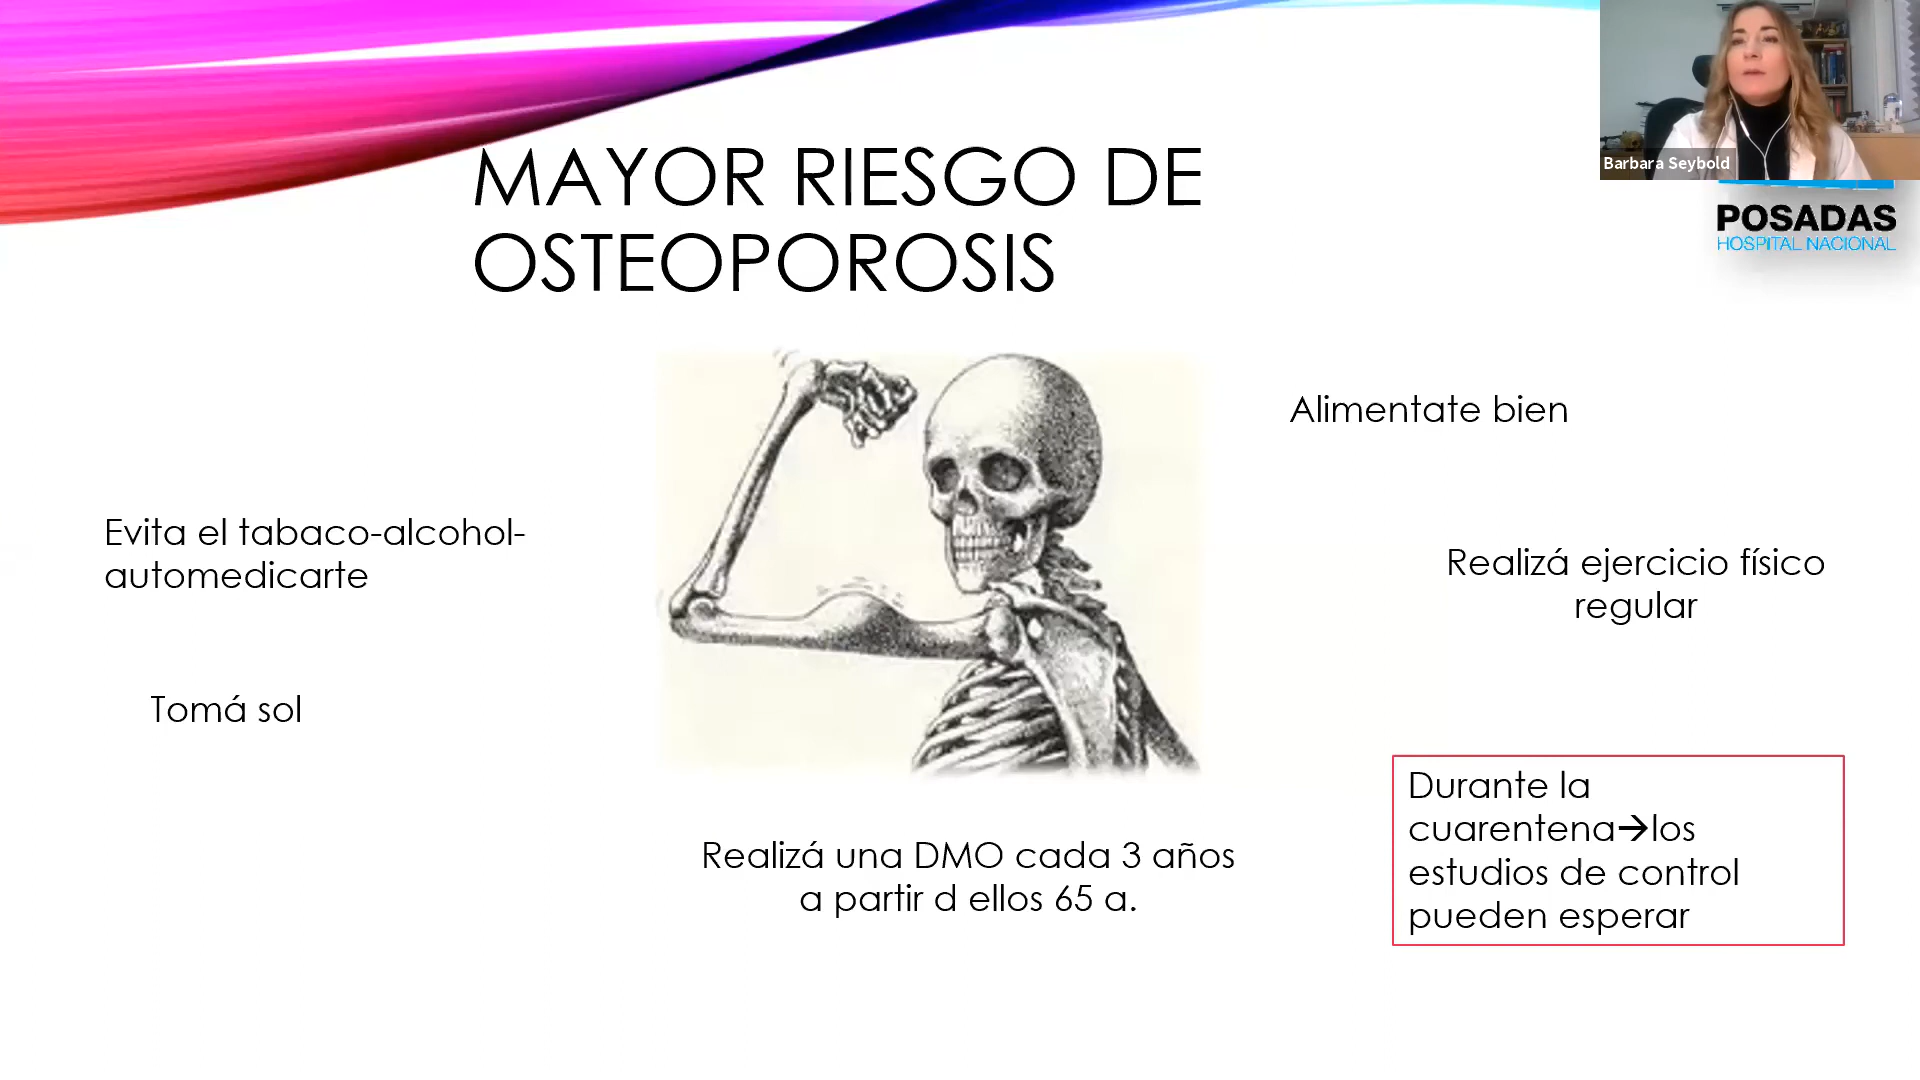 Barbara Seybold
POSADAS
HOSPITAL NACIONAL
MAYOR RIESGO DE
OSTEOPOROSIS
Alimentate bien
Evita el tabaco-alcohol-
automedicarte
Realizá ejercicio físico
regular
Tomá sol
Durante la
cuarentena→los
estudios de control
pueden esperar
Realizá una DMO cada 3 años
a partir d ellos 65 a.